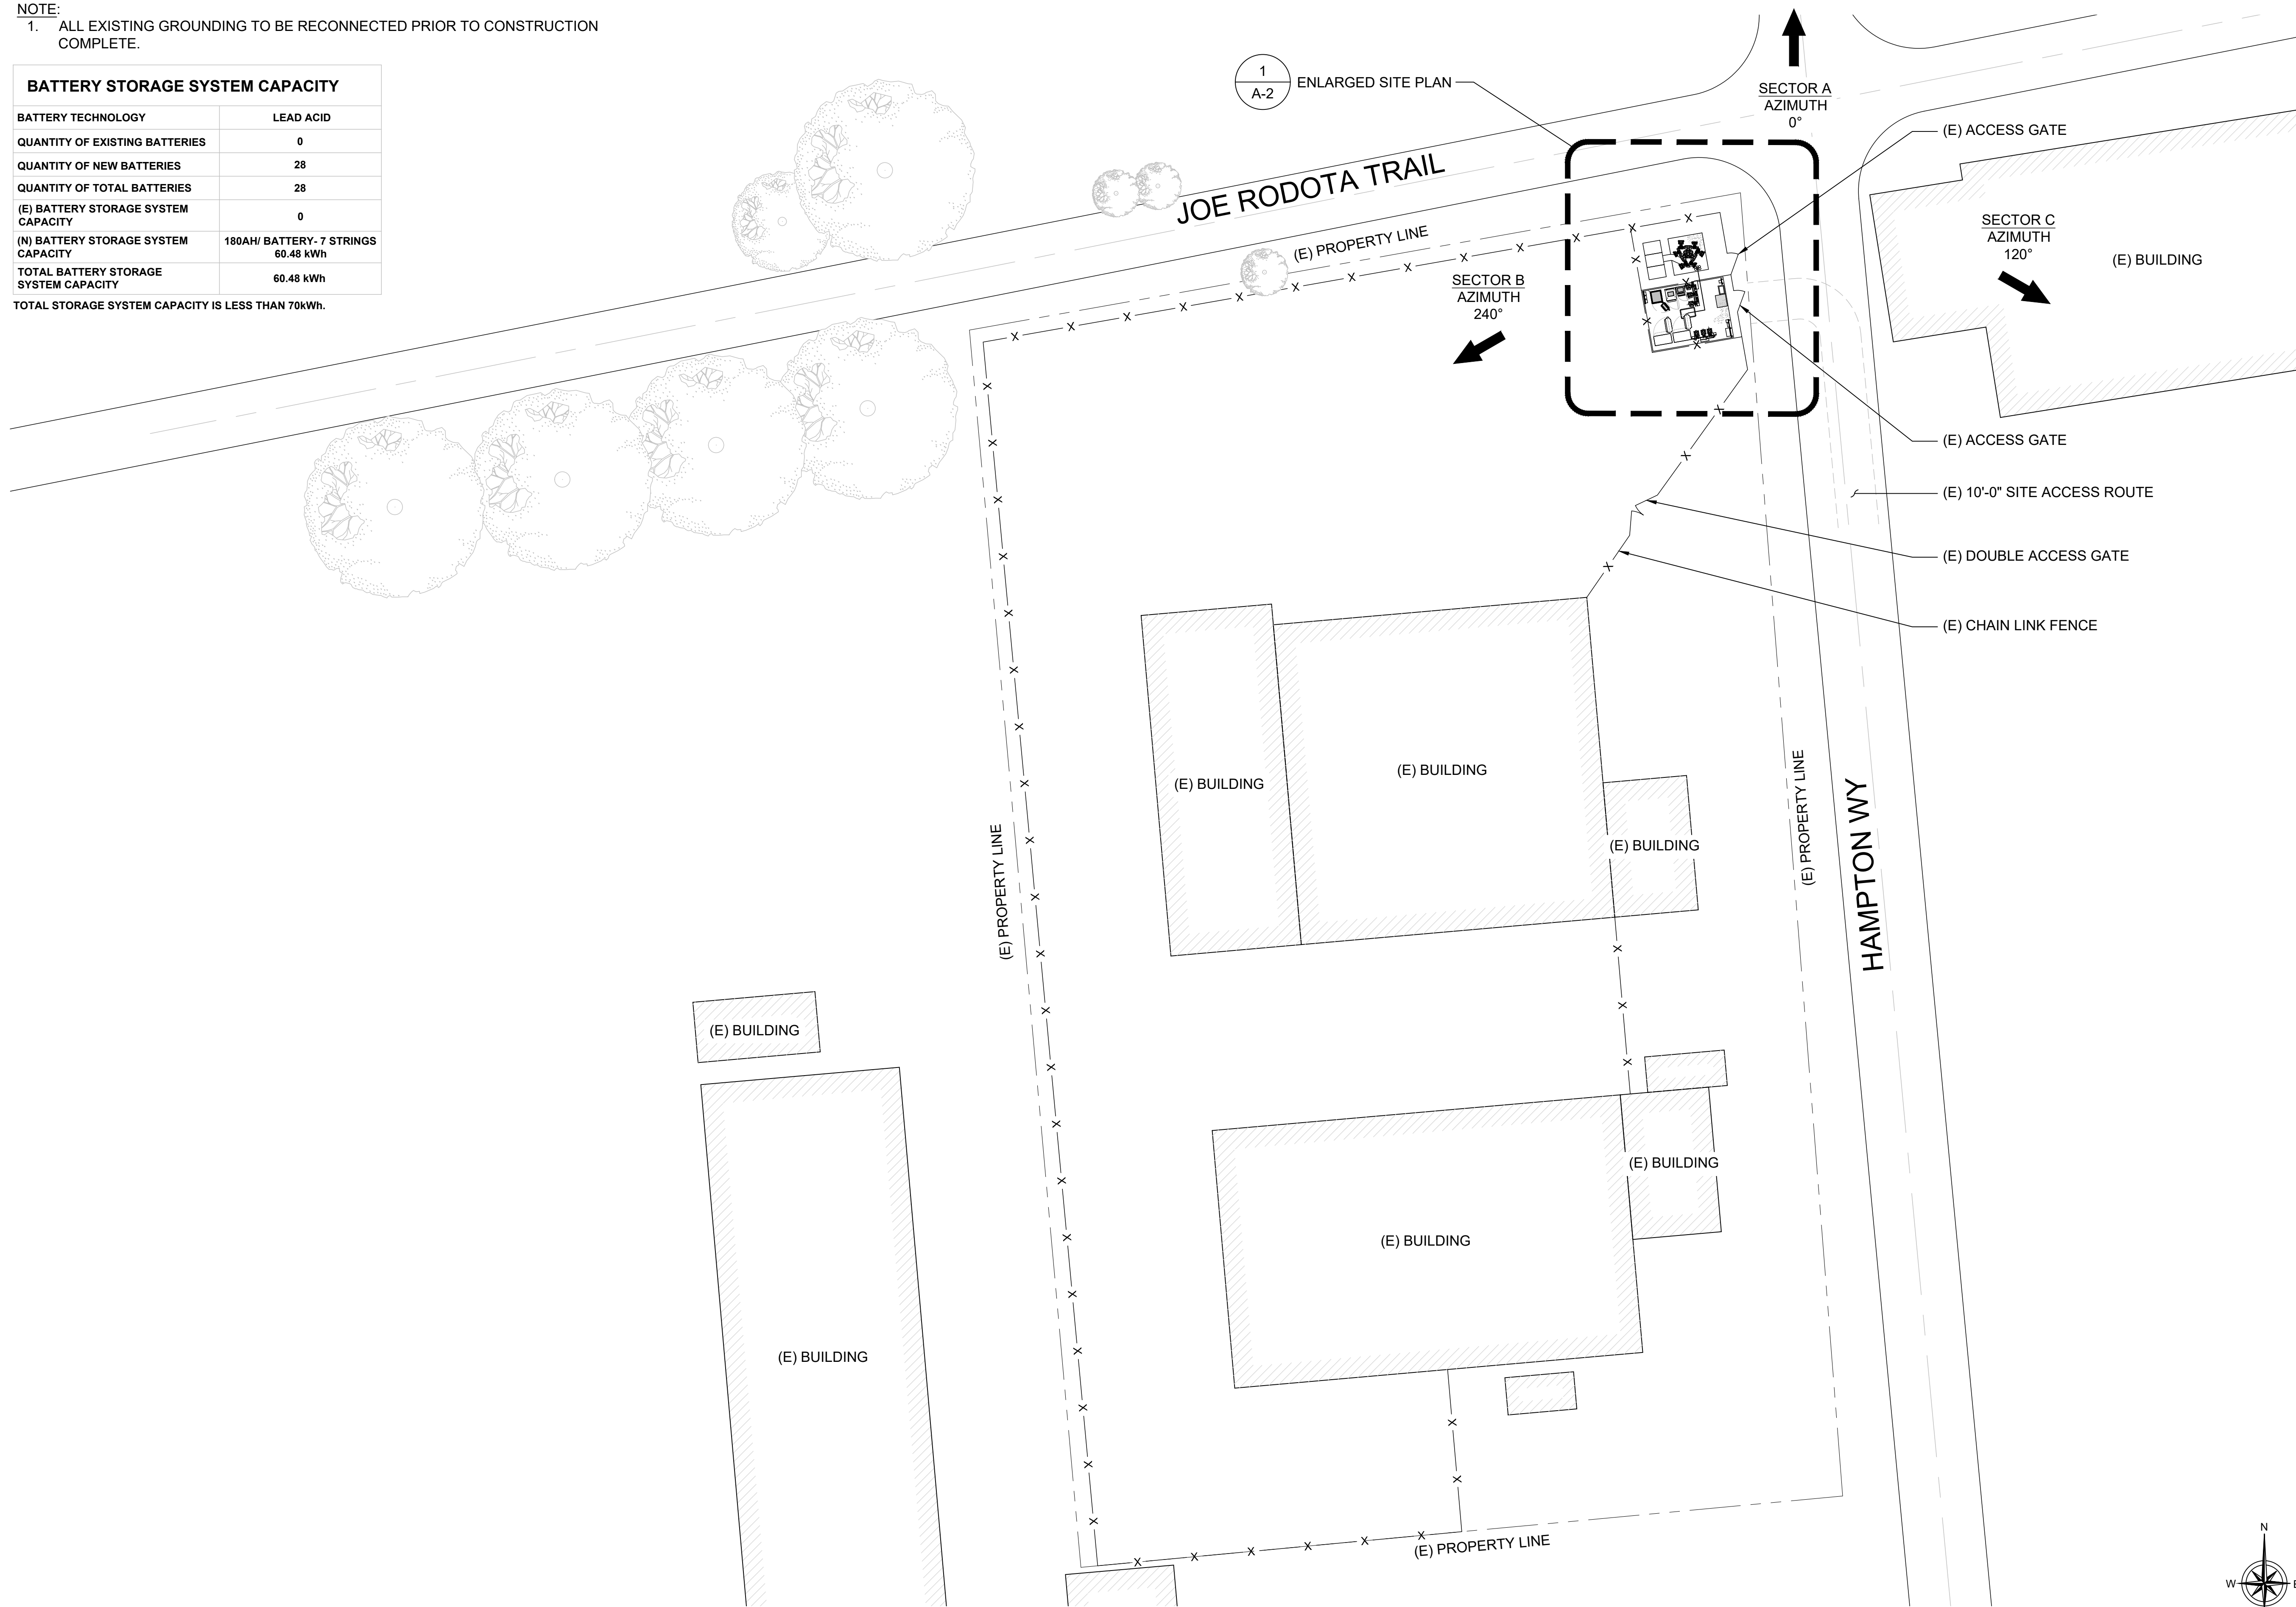 NOTE:
1. ALL EXISTING GROUNDING TO BE RECONNECTED PRIOR TO CONSTRUCTION
COMPLETE.
BATTERY STORAGE SYSTEM CAPACITY
BATTERY TECHNOLOGY LEAD ACID
QUANTITY OF EXISTING BATTERIES 0
QUANTITY OF NEW BATTERIES 28
QUANTITY OF TOTAL BATTERIES 28
(E) BATTERY STORAGE SYSTEM
CAPACITY
0
(N) BATTERY STORAGE SYSTEM
CAPACITY
180AH/ BATTERY- 7 STRINGS
60.48 kWh
TOTAL BATTERY STORAGE
SYSTEM CAPACITY
60.48 kWh
TOTAL STORAGE SYSTEM CAPACITY IS LESS THAN 70kWh.
1
A-2
ENLARGED SITE PLAN
SECTOR A
AZIMUTH
0°
(E) ACCESS GATE
JOE RODOTA TRAIL
(E) PROPERTY LINE
SECTOR B
AZIMUTH
240°
SECTOR C
AZIMUTH
120°
(E) BUILDING
(E) ACCESS GATE
(E) 10'-0" SITE ACCESS ROUTE
(E) DOUBLE ACCESS GATE
(E) CHAIN LINK FENCE
(E) BUILDING
(E) BUILDING
(E) BUILDING
(E) PROPERTY LINE
(E) PROPERTY LINE
HAMPTON WY
(E) BUILDING
(E) BUILDING
(E) BUILDING
(E) BUILDING
(E) PROPERTY LINE
N
W
E